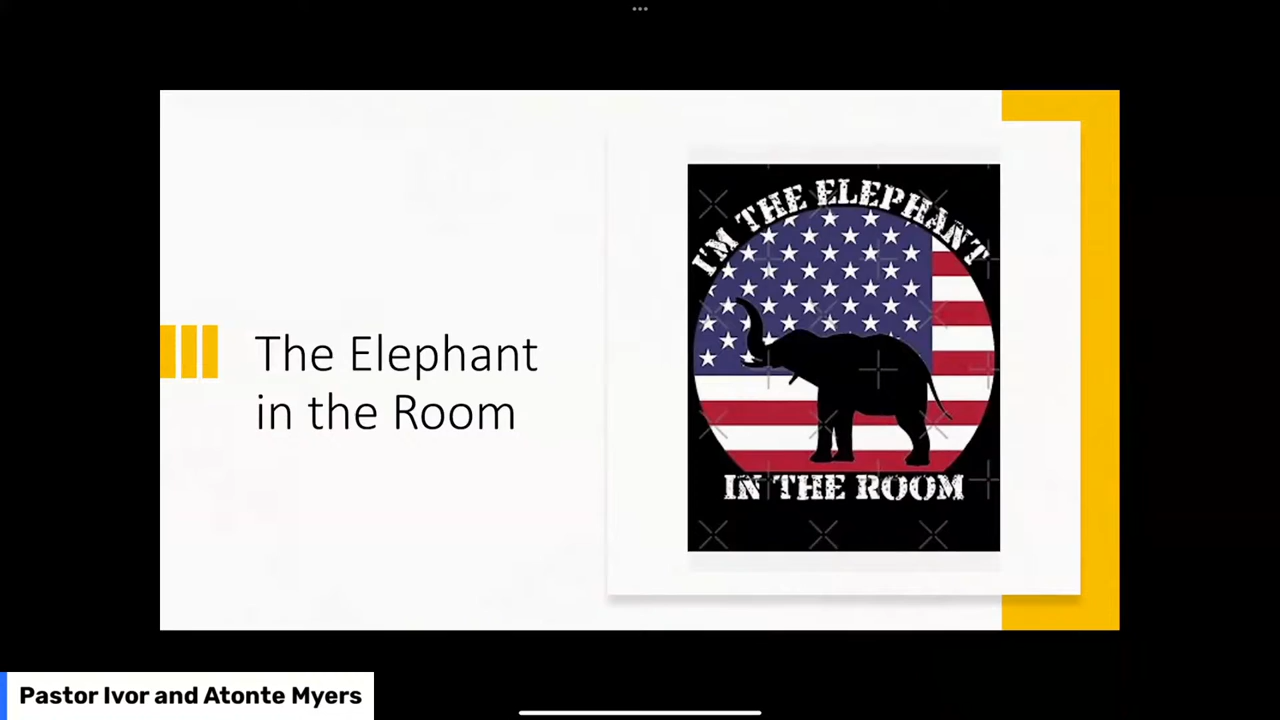 The Elephant
in the Room
I'M THE ELEPHANT
IN THE ROOM
Pastor Ivor and Atonte Myers